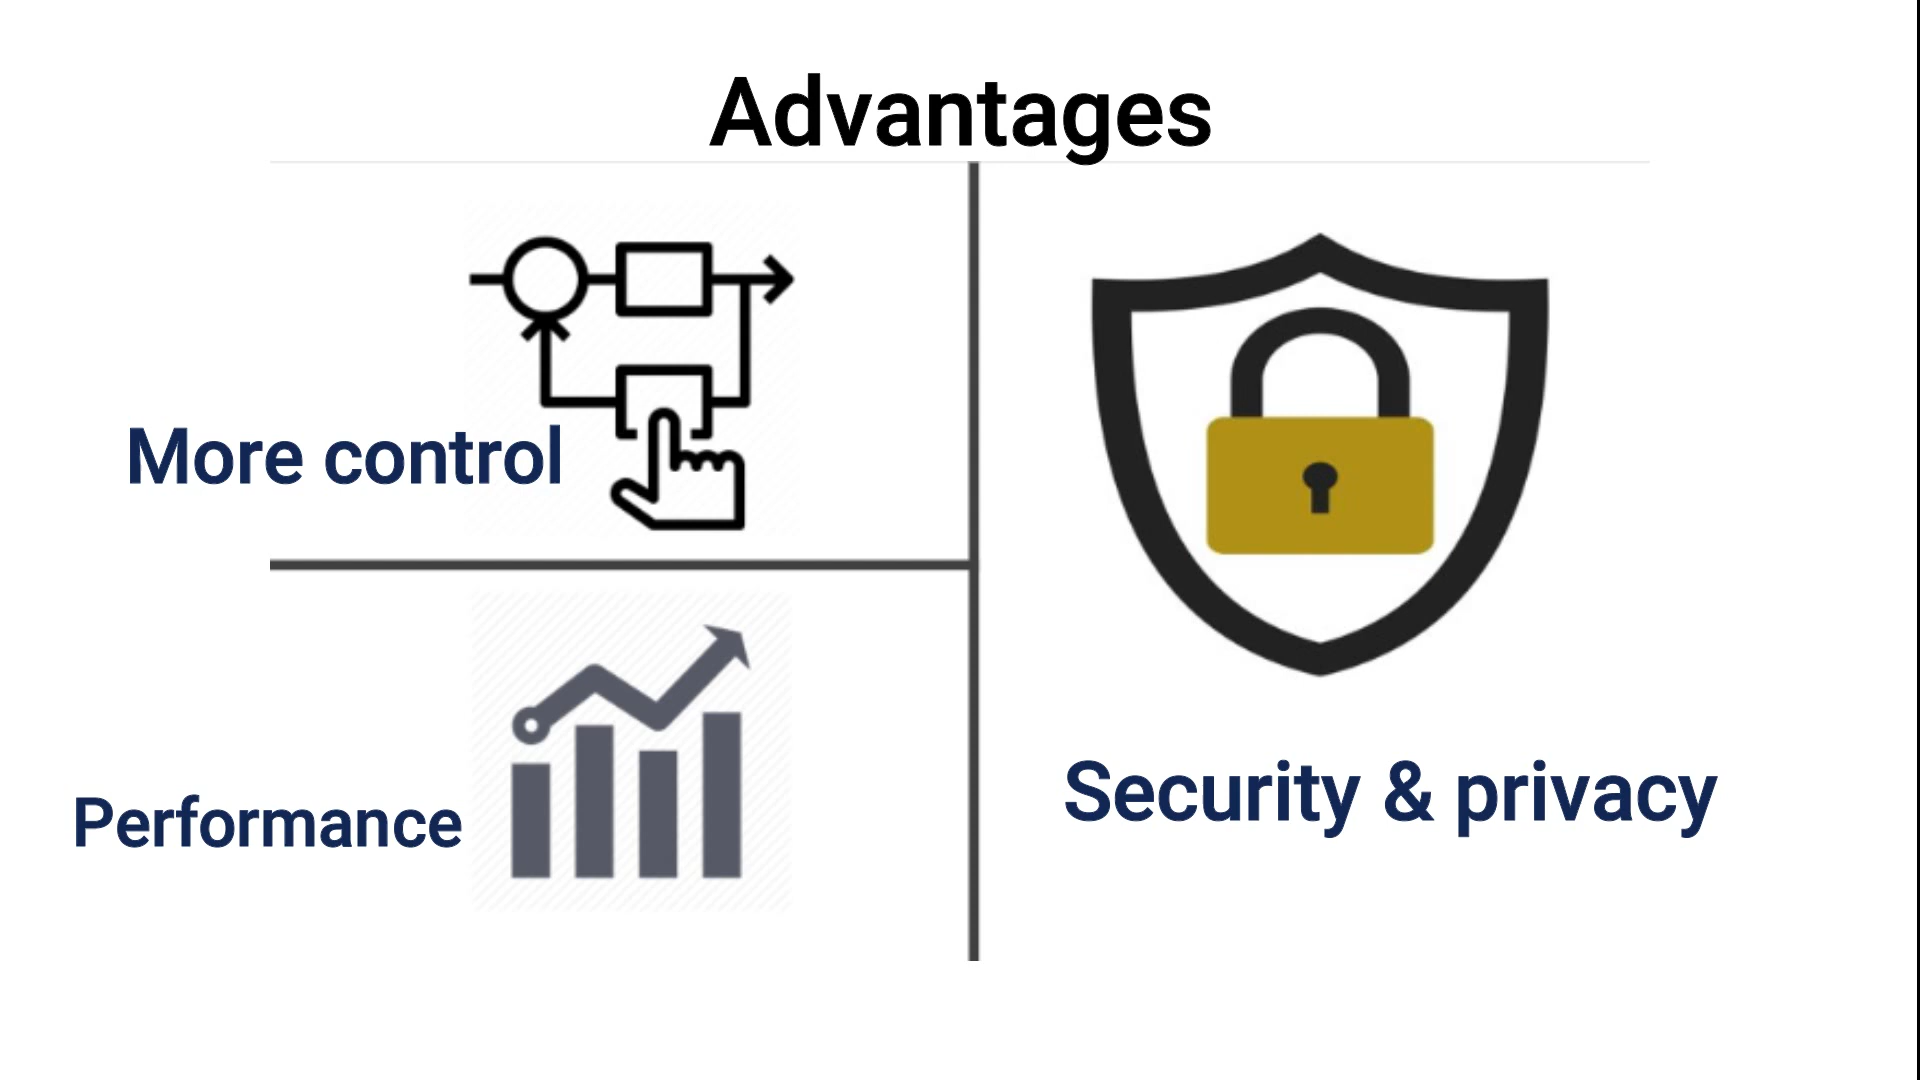 Advantages
More control
Performance
Security & privacy